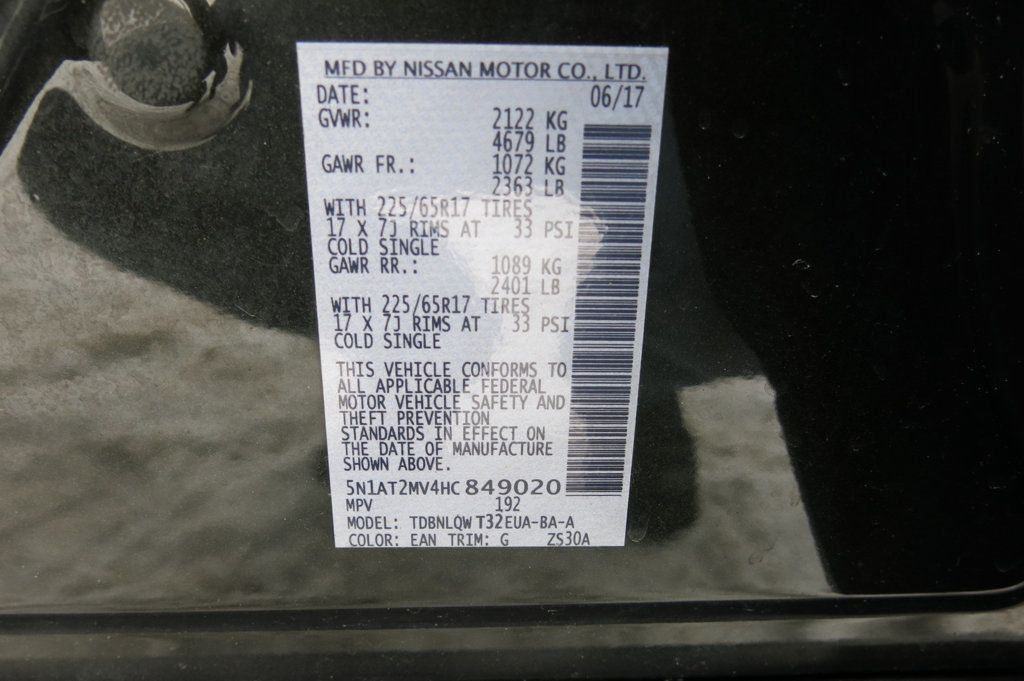 MFD BY NISSAN MOTOR CO., LTD.
DATE: 06/17
GVWR: 2122 KG
4679 LB
GAWR FR.: 1072 KG
2363 LB
WITH 225/65R17 TIRES
17 X 7J RIMS AT 33 PSI
COLD SINGLE
GAWR RR.: 1089 KG
2401 LB
WITH 225/65R17 TIRES
17 X 7J RIMS AT 33 PSI
COLD SINGLE
THIS VEHICLE CONFORMS TO
ALL APPLICABLE FEDERAL
MOTOR VEHICLE SAFETY AND
THEFT PREVENTION
STANDARDS IN EFFECT ON
THE DATE OF MANUFACTURE
SHOWN ABOVE.
5N1AT2MV4HC849020
MPV 192
MODEL: TDBNLQW T32EUA-BA-A
COLOR: EAN TRIM: G ZS30A